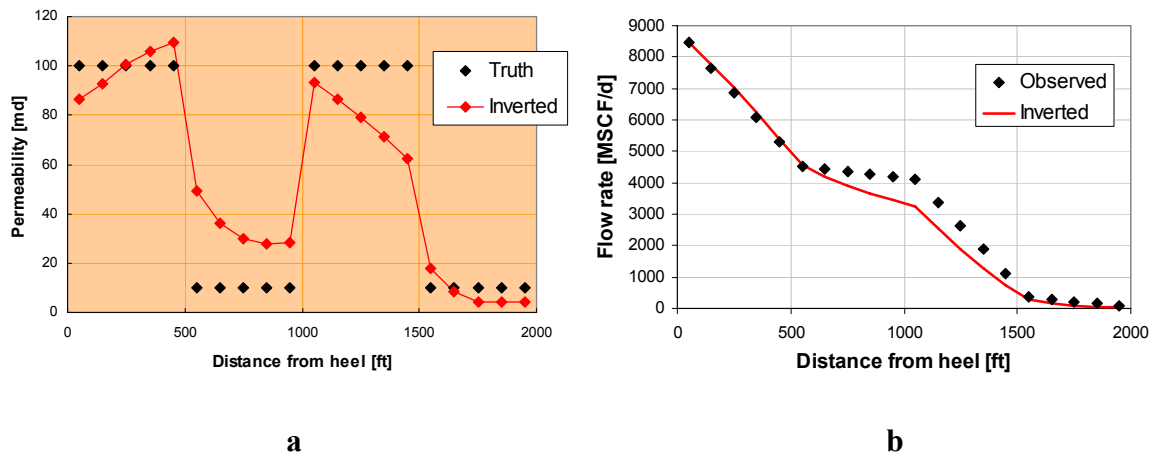 120
100
80
60
40
20
0
0 500 1000 1500 2000
Permeability [md]
Distance from heel [ft]
Truth
Inverted
a
9000
8000
7000
6000
5000
4000
3000
2000
1000
0
0 500 1000 1500 2000
Flow rate [MSCF/d]
Distance from heel [ft]
Observed
Inverted
b